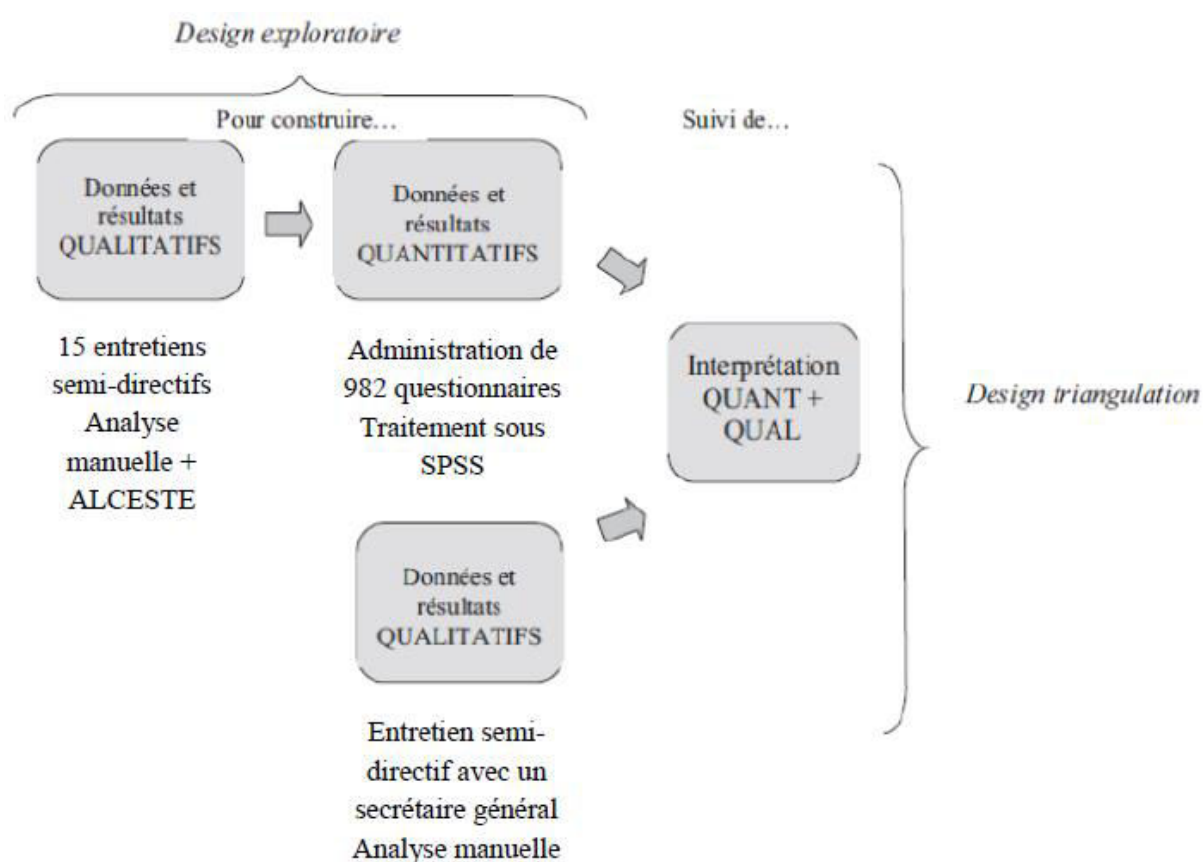 Design exploratoire
Pour construire...
Suivi de...
Données et
résultats
QUALITATIFS
Données et
résultats
QUANTITATIFS
15 entretiens
semi-directifs
Analyse
manuelle +
ALCESTE
Administration de
982 questionnaires
Traitement sous
SPSS
Interprétation
QUANT +
QUAL
Design triangulation
Données et
résultats
QUALITATIFS
Entretien semi-
directif avec un
secrétaire général
Analyse manuelle